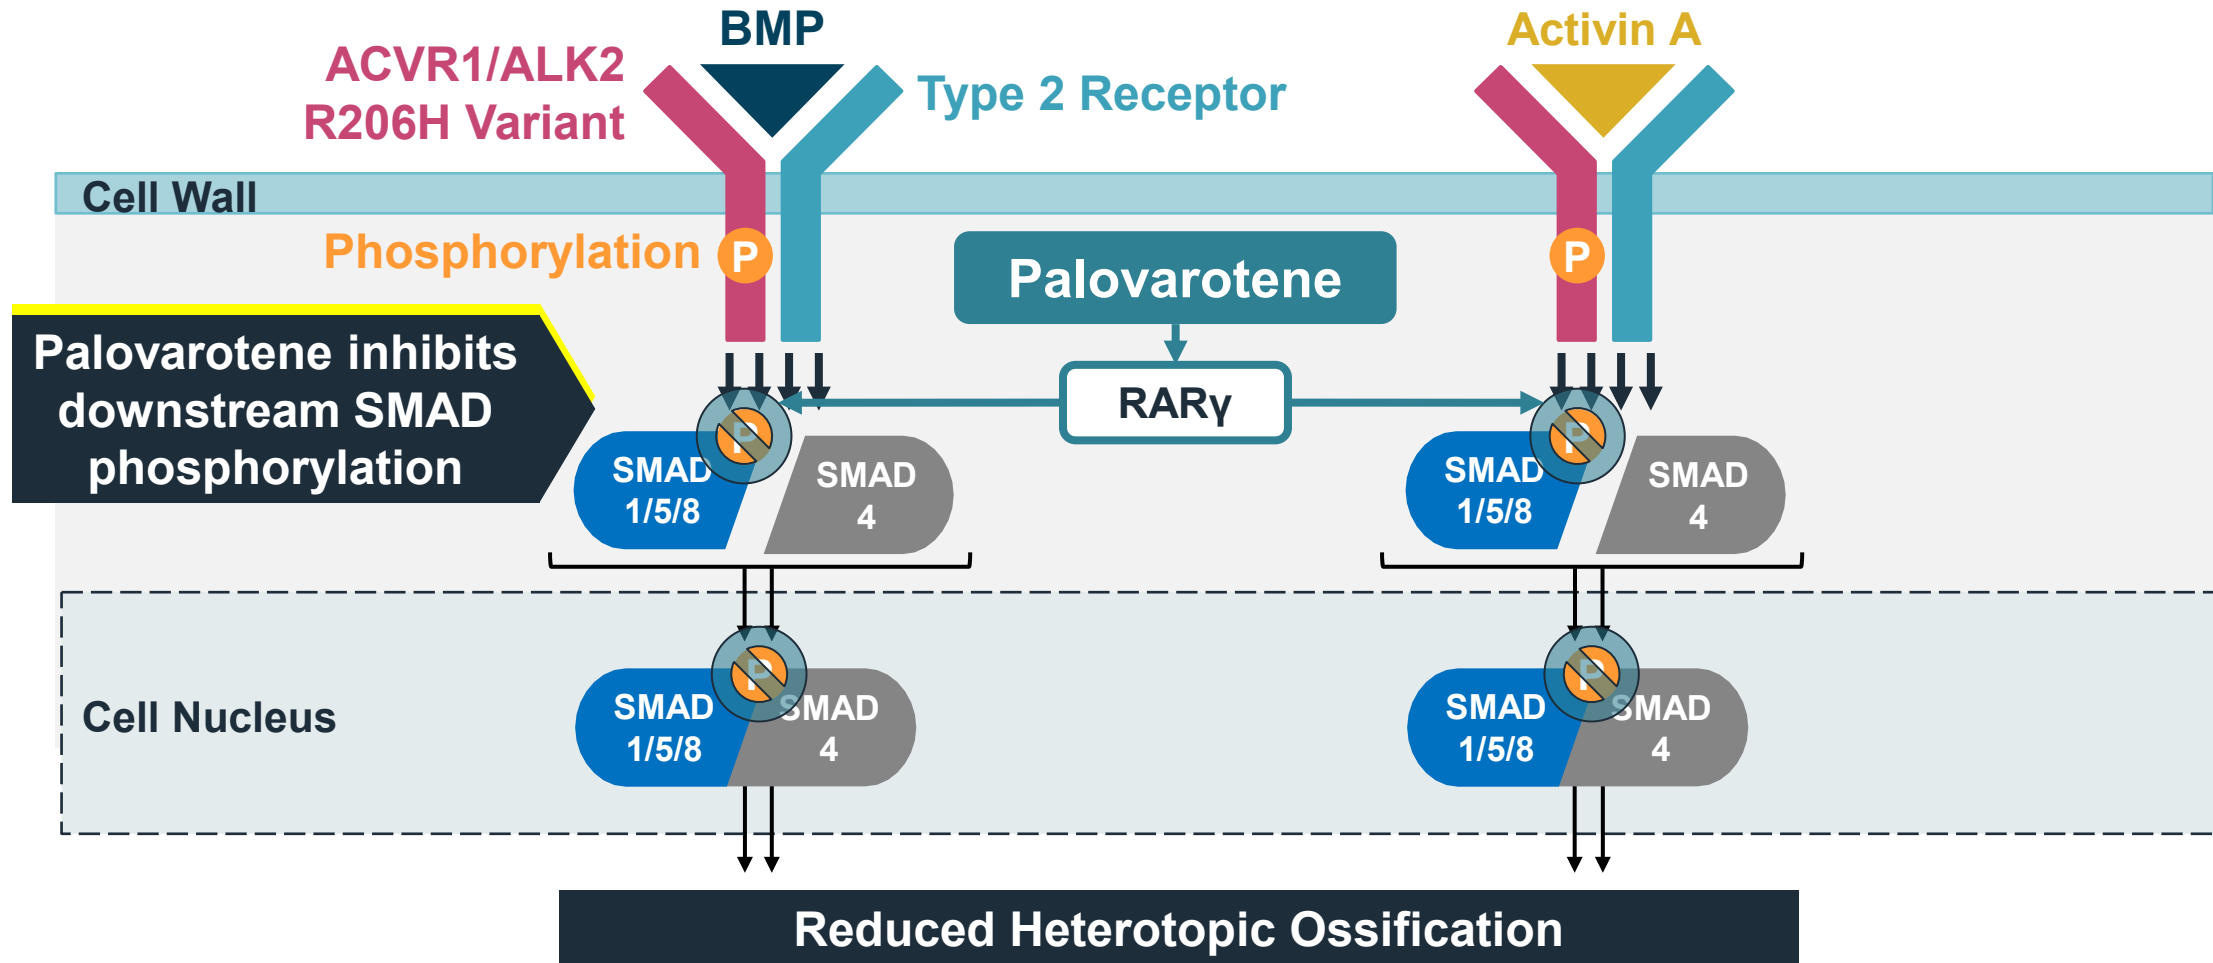 BMP
Activin A
ACVR1/ALK2
R206H Variant
Type 2 Receptor
Cell Wall
Phosphorylation
P
P
Palovarotene
Palovarotene inhibits
downstream SMAD
phosphorylation
RARγ
P
P
SMAD
1/5/8
SMAD
4
SMAD
1/5/8
SMAD
4
P
P
Cell Nucleus
SMAD
1/5/8
SMAD
4
SMAD
1/5/8
SMAD
4
Reduced Heterotopic Ossification